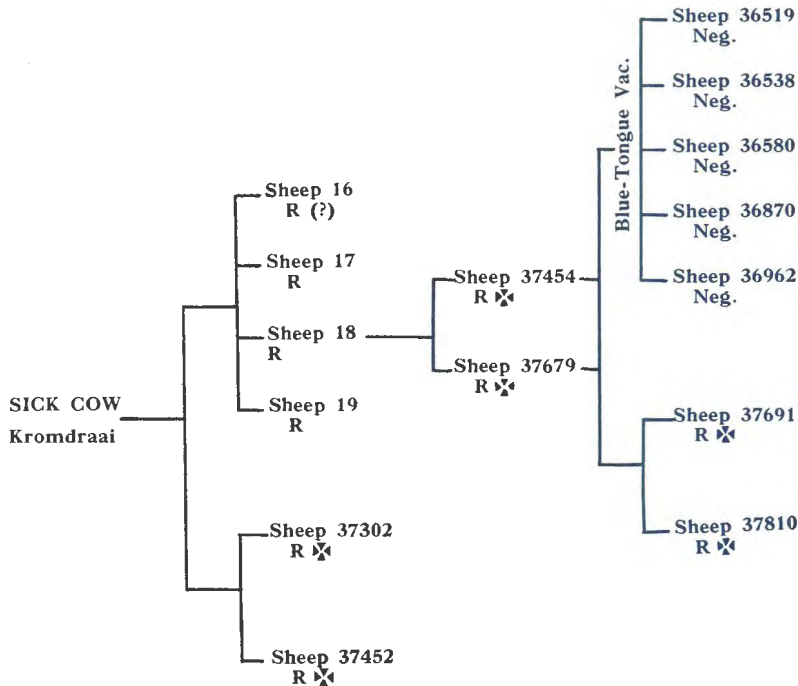 SICK COW
Kromdraai
Sheep 16
R (?)
Sheep 17
R
Sheep 18
R
Sheep 19
R
Sheep 37302
R ✠
Sheep 37452
R ✠
Sheep 37454
R ✠
Sheep 37679
R ✠
Blue-Tongue Vac.
Sheep 36519
Neg.
Sheep 36538
Neg.
Sheep 36580
Neg.
Sheep 36870
Neg.
Sheep 36962
Neg.
Sheep 37691
R ✠
Sheep 37810
R ✠